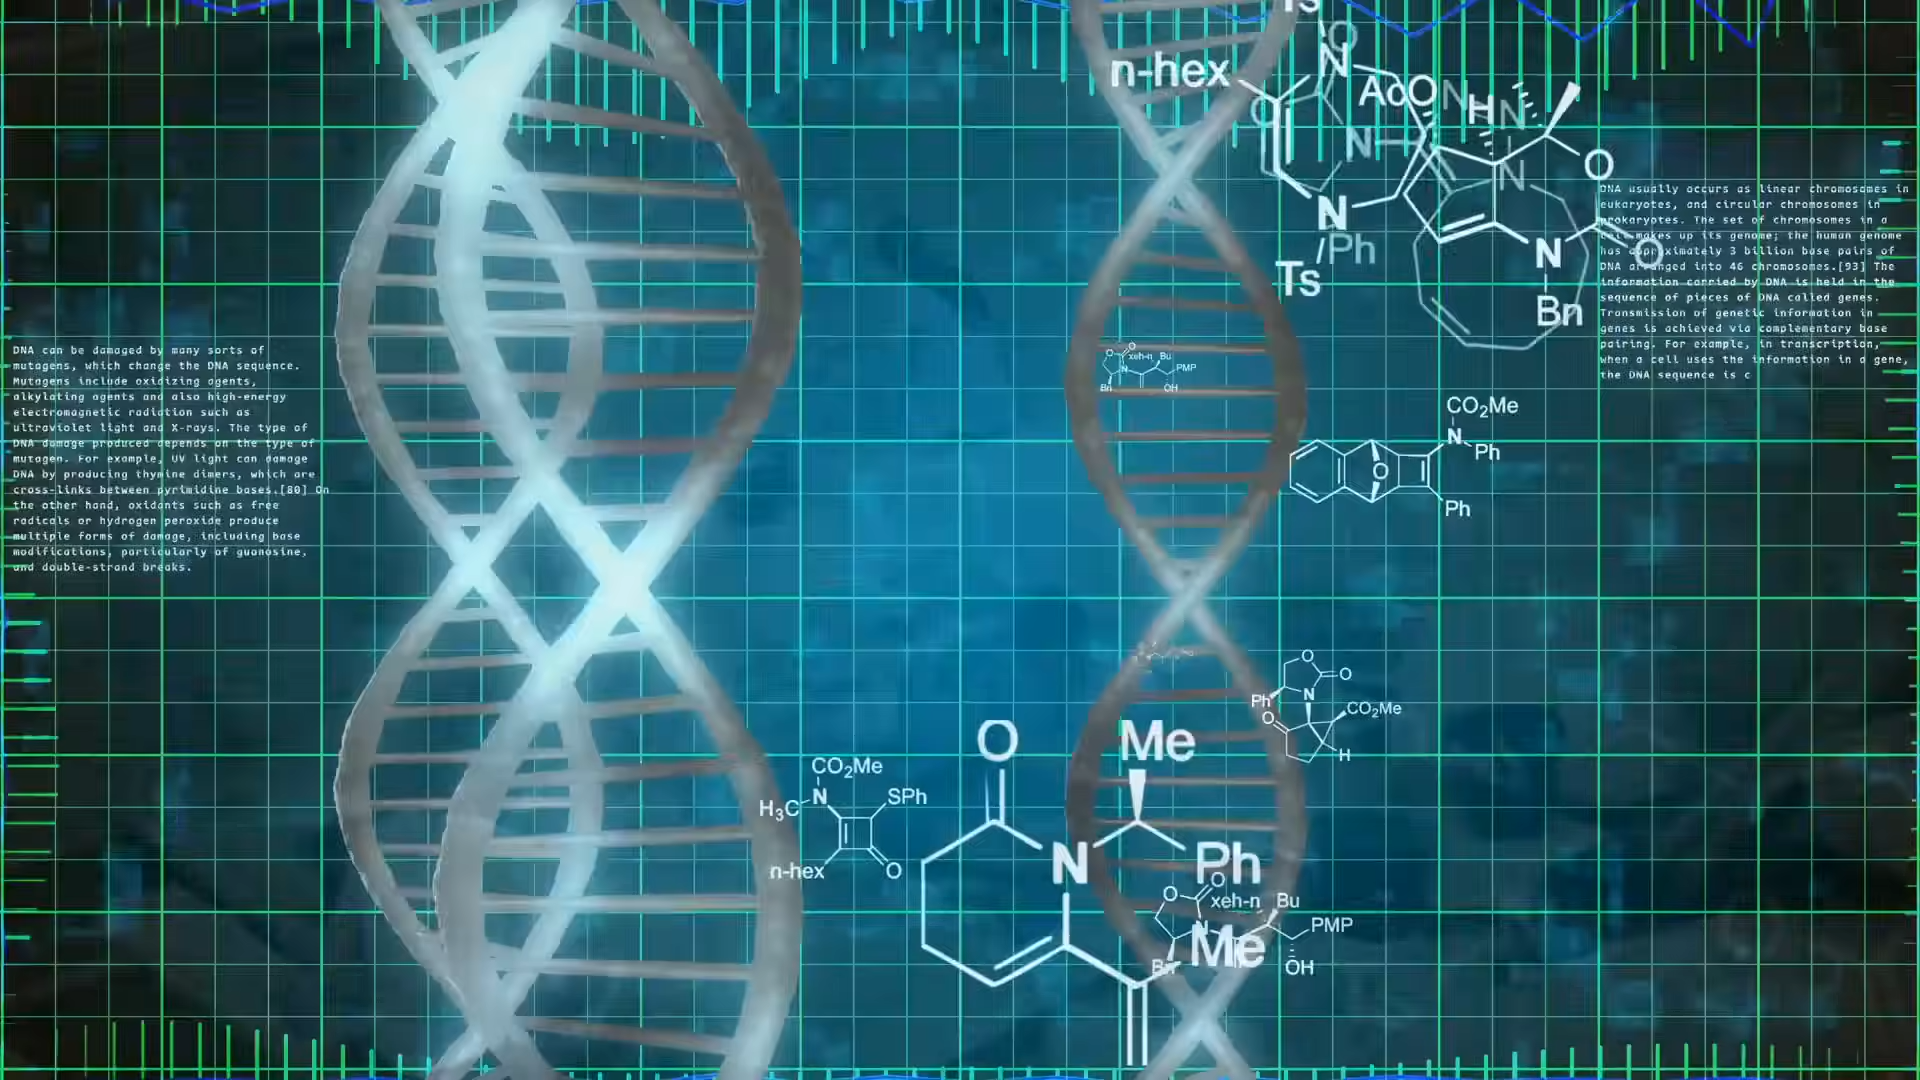 Ts
n-hex
N
AcO
N
H
N
N
O
N
N
Ph
N
O
Ts
Bn
DNA usually occurs as linear chromosomes in
eukaryotes, and circular chromosomes in
prokaryotes. The set of chromosomes in a
cell makes up its genome; the human genome
has approximately 3 billion base pairs of
DNA arranged into 46 chromosomes.[93] The
information carried by DNA is held in the
sequence of pieces of DNA called genes.
Transmission of genetic information in
genes is achieved via complementary base
pairing. For example, in transcription,
when a cell uses the information in a gene,
the DNA sequence is c
DNA can be damaged by many sorts of
mutagens, which change the DNA sequence.
Mutagens include oxidizing agents,
alkylating agents and also high-energy
electromagnetic radiation such as
ultraviolet light and X-rays. The type of
DNA damage produced depends on the type of
mutagen. For example, UV light can damage
DNA by producing thymine dimers, which are
cross-links between pyrimidine bases.[80] On
the other hand, oxidants such as free
radicals or hydrogen peroxide produce
multiple forms of damage, including base
modifications, particularly of guanosine,
and double-strand breaks.
O
O
xeh-n
Bu
N
PMP
Bn
OH
CO2Me
N
Ph
O
Ph
O
O
N
Ph
CO2Me
O
H
CO2Me
H3C
N
SPh
n-hex
O
O
Me
N
Ph
Me
O
O
xeh-n
Bu
N
PMP
Bn
OH